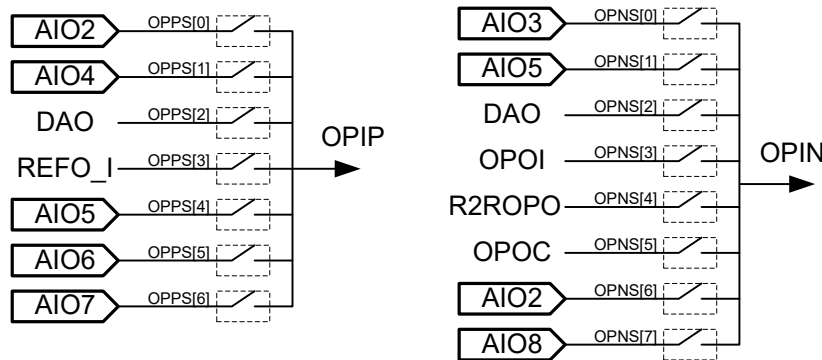 AIO2 OPPS[0]
AIO4 OPPS[1]
DAO OPPS[2]
OPIP
REFO_I OPPS[3]
AIO5 OPPS[4]
AIO6 OPPS[5]
AIO7 OPPS[6]
AIO3 OPNS[0]
AIO5 OPNS[1]
DAO OPNS[2]
OPOI OPNS[3]
OPIN
R2ROPO OPNS[4]
OPOC OPNS[5]
AIO2 OPNS[6]
AIO8 OPNS[7]